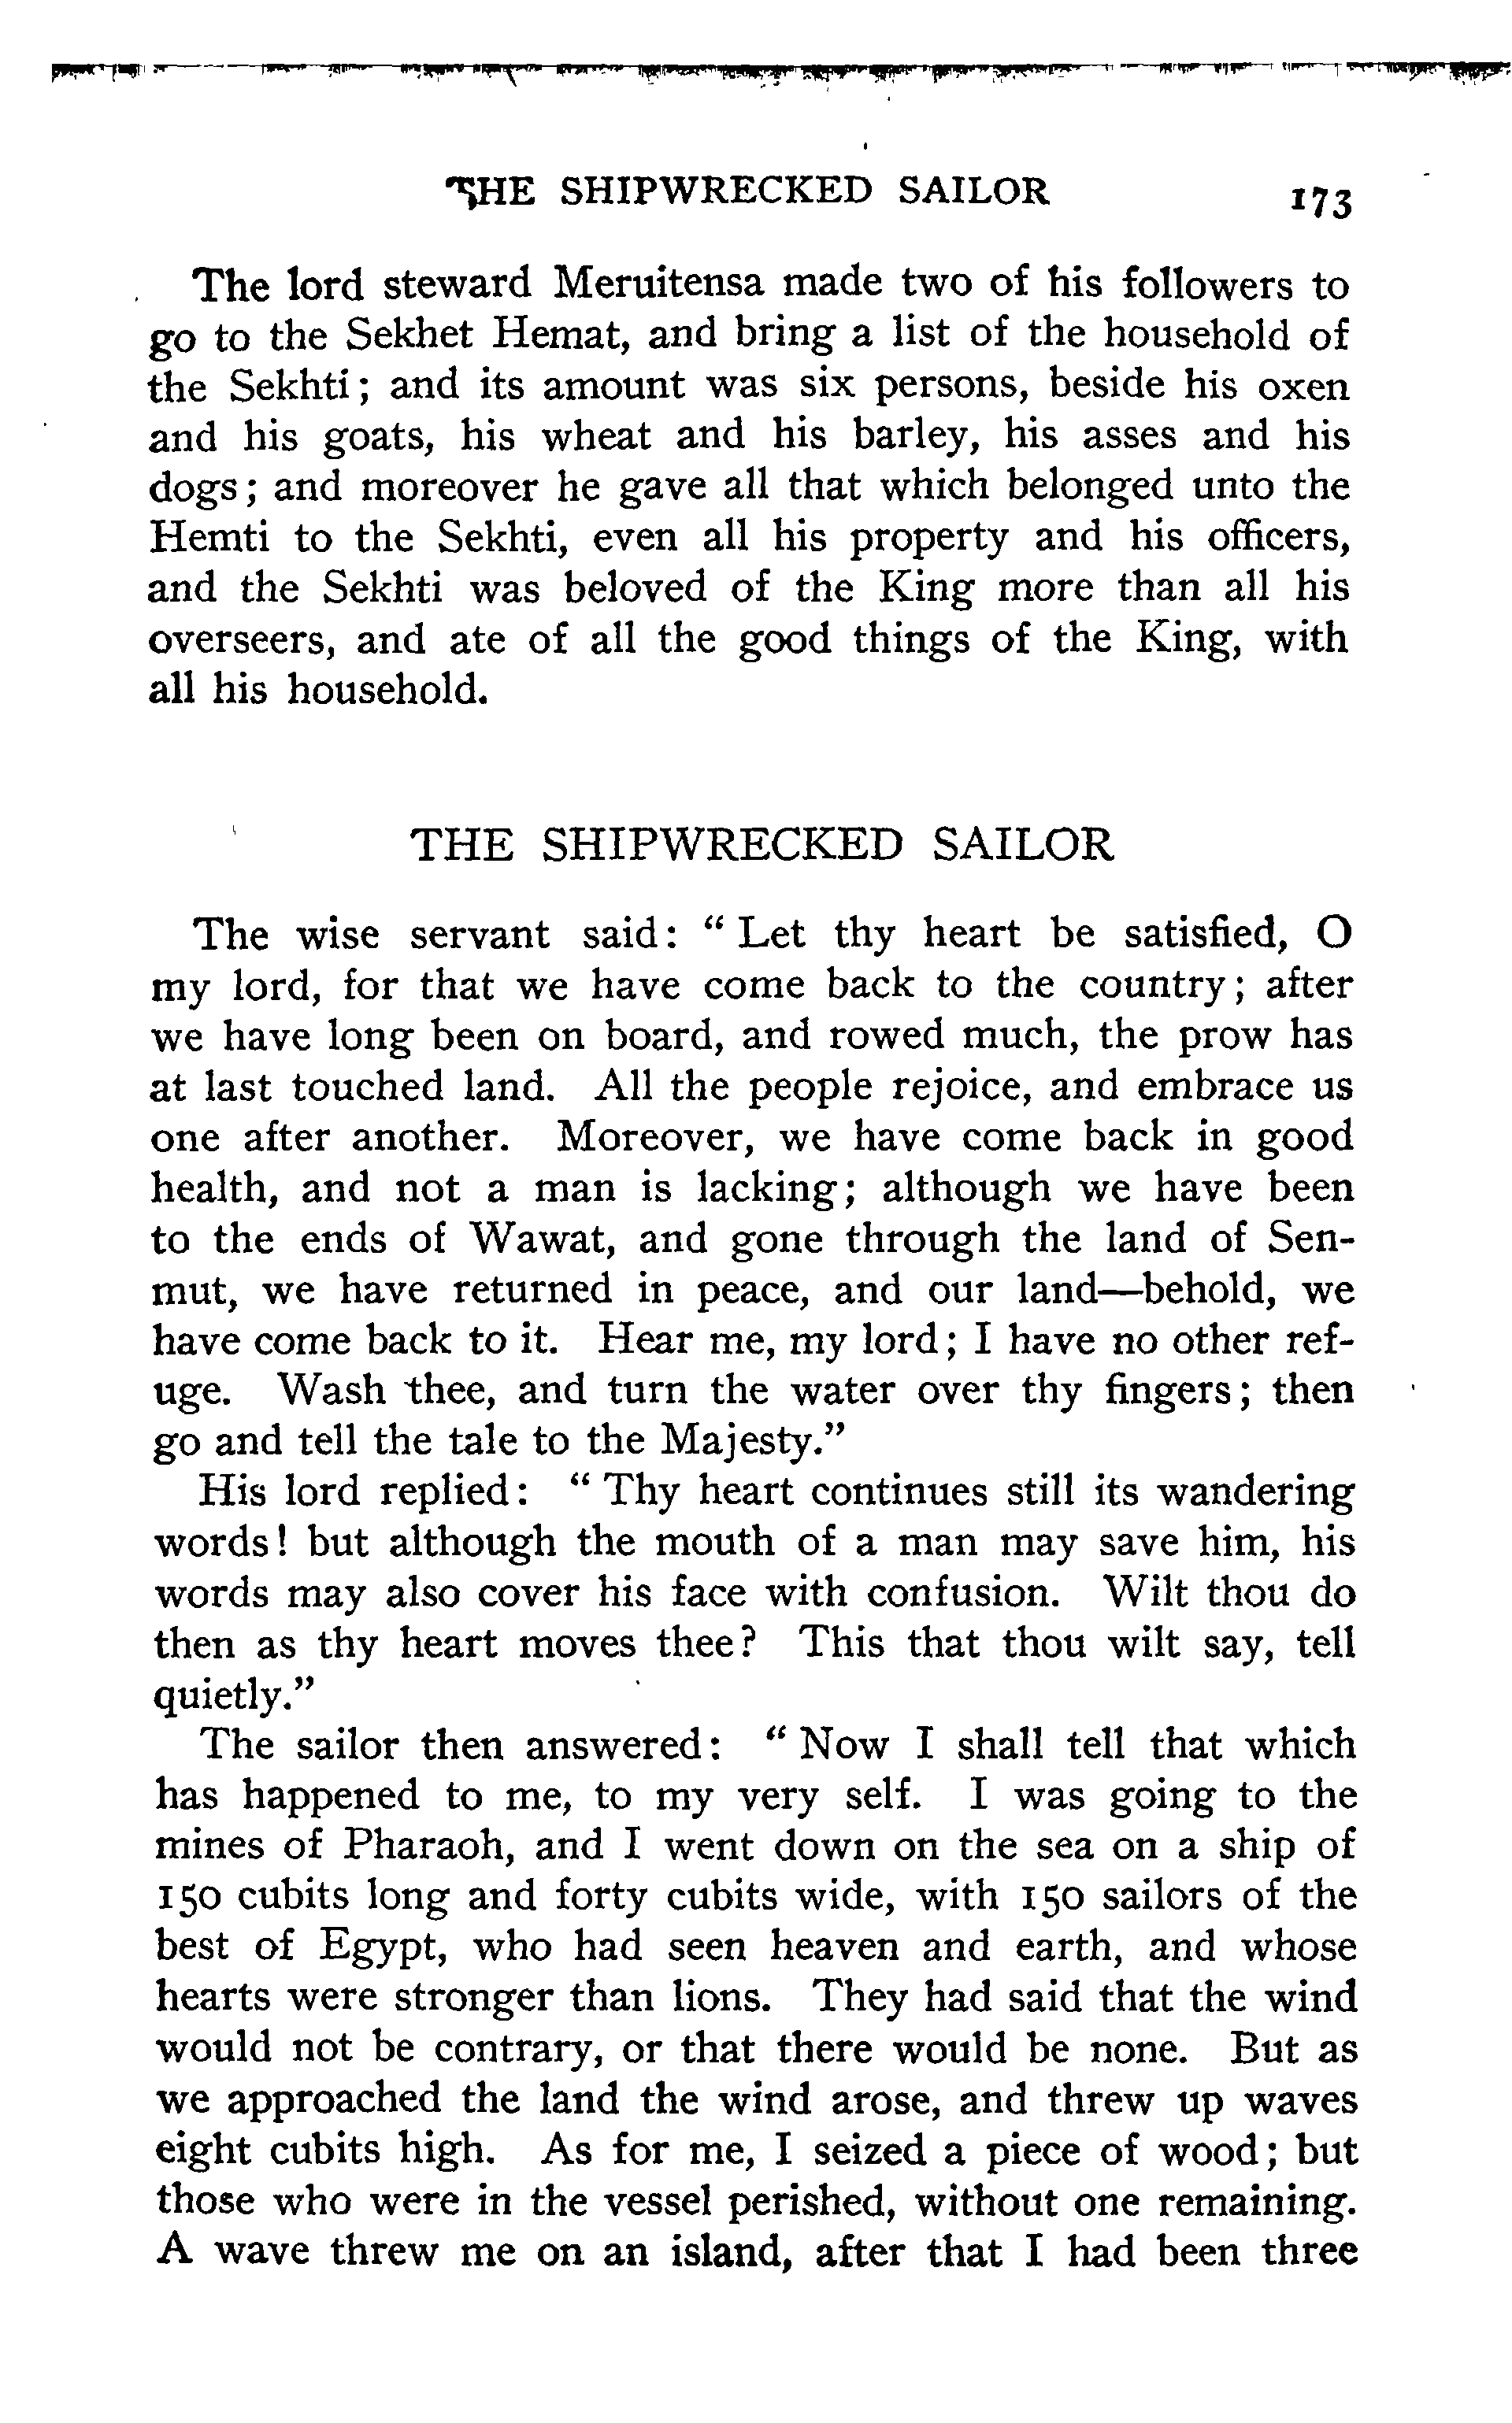 THE SHIPWRECKED SAILOR 173
The lord steward Meruitensa made two of his followers to
go to the Sekhet Hemat, and bring a list of the household of
the Sekhti; and its amount was six persons, beside his oxen
and his goats, his wheat and his barley, his asses and his
dogs; and moreover he gave all that which belonged unto the
Hemti to the Sekhti, even all his property and his officers,
and the Sekhti was beloved of the King more than all his
overseers, and ate of all the good things of the King, with
all his household.
THE SHIPWRECKED SAILOR
The wise servant said: "Let thy heart be satisfied, O
my lord, for that we have come back to the country; after
we have long been on board, and rowed much, the prow has
at last touched land. All the people rejoice, and embrace us
one after another. Moreover, we have come back in good
health, and not a man is lacking; although we have been
to the ends of Wawat, and gone through the land of Sen-
mut, we have returned in peace, and our land—behold, we
have come back to it. Hear me, my lord; I have no other ref-
uge. Wash thee, and turn the water over thy fingers; then
go and tell the tale to the Majesty."
His lord replied: "Thy heart continues still its wandering
words! but although the mouth of a man may save him, his
words may also cover his face with confusion. Wilt thou do
then as thy heart moves thee? This that thou wilt say, tell
quietly."
The sailor then answered: "Now I shall tell that which
has happened to me, to my very self. I was going to the
mines of Pharaoh, and I went down on the sea on a ship of
150 cubits long and forty cubits wide, with 150 sailors of the
best of Egypt, who had seen heaven and earth, and whose
hearts were stronger than lions. They had said that the wind
would not be contrary, or that there would be none. But as
we approached the land the wind arose, and threw up waves
eight cubits high. As for me, I seized a piece of wood; but
those who were in the vessel perished, without one remaining.
A wave threw me on an island, after that I had been three